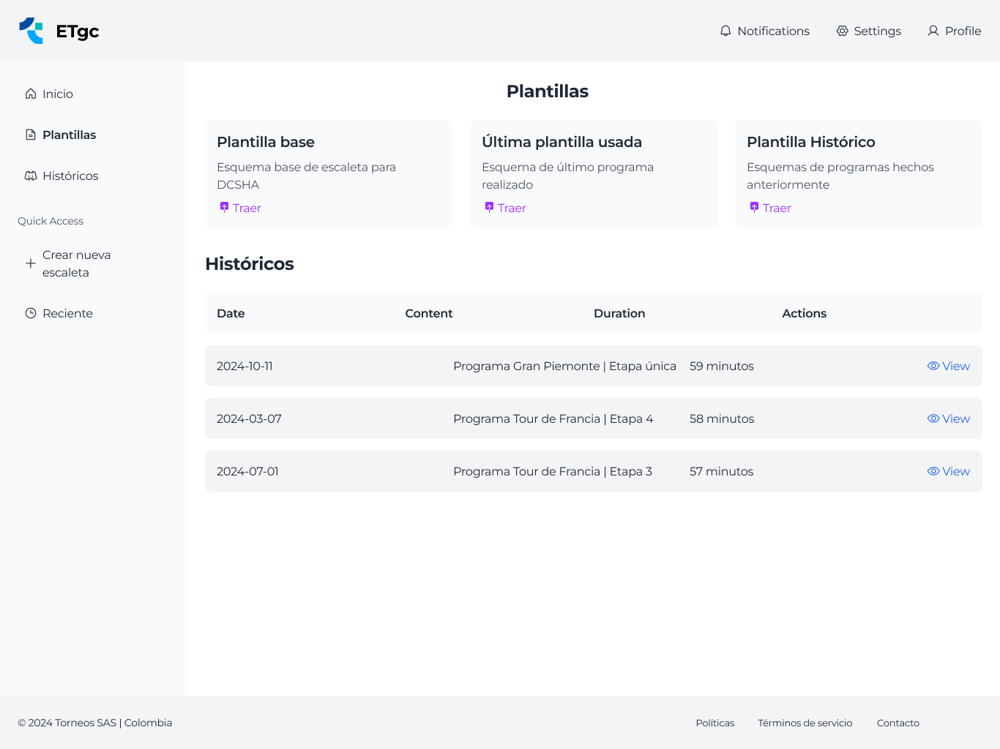 ETgc
Notifications
Settings
Profile
Inicio
Plantillas
Históricos
Quick Access
Crear nueva
escaleta
Reciente
Plantillas
Plantilla base
Esquema base de escaleta para
DCSHA
Traer
Última plantilla usada
Esquema de último programa
realizado
Traer
Plantilla Histórico
Esquemas de programas hechos
anteriormente
Traer
Históricos
Date Content Duration Actions
2024-10-11 Programa Gran Piemonte | Etapa única 59 minutos View
2024-03-07 Programa Tour de Francia | Etapa 4 58 minutos View
2024-07-01 Programa Tour de Francia | Etapa 3 57 minutos View
© 2024 Torneos SAS | Colombia
Políticas
Términos de servicio
Contacto